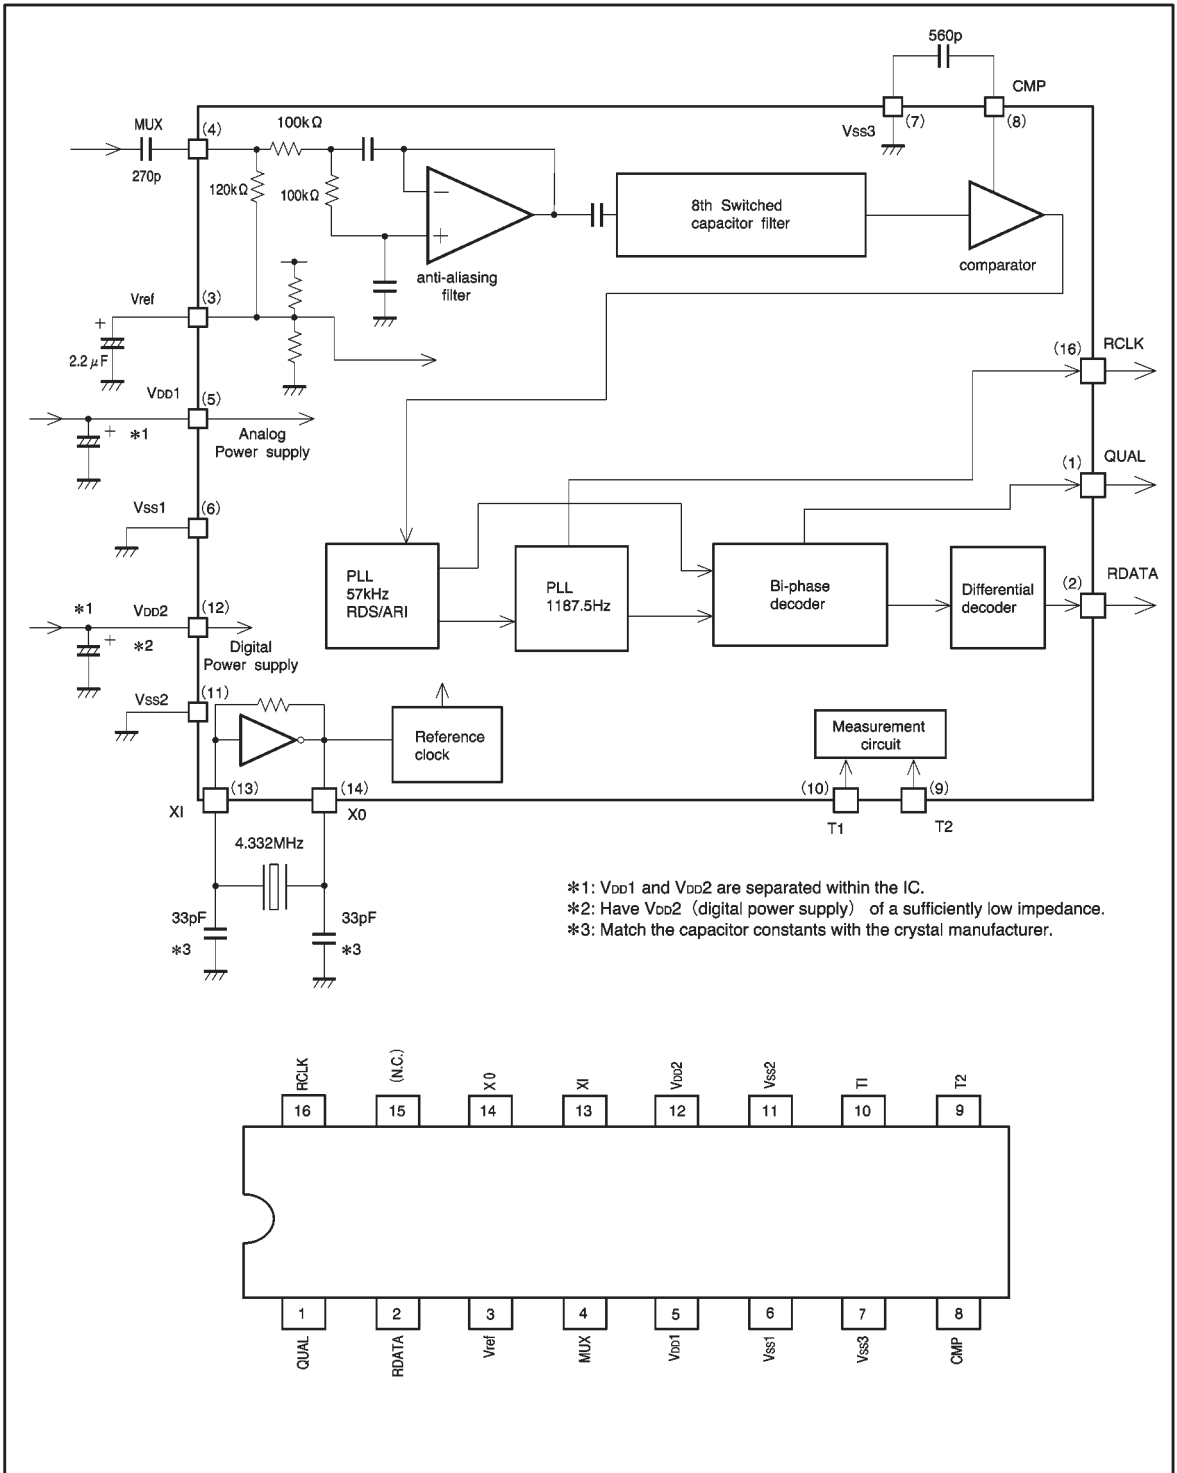 560p
CMP
(7)
(8)
Vss3
MUX
(4)
100kΩ
270p
120kΩ
100kΩ
−
+
anti-aliasing
filter
8th Switched
capacitor filter
comparator
Vref
(3)
+
2.2μF
VDD1
(5)
+
*1
Analog
Power supply
(16)
RCLK
(1)
QUAL
Vss1
(6)
PLL
57kHz
RDS/ARI
PLL
1187.5Hz
Bi-phase
decoder
Differential
decoder
(2)
RDATA
*1
VDD2
(12)
+
*2
Digital
Power supply
Vss2
(11)
Reference
clock
Measurement
circuit
XI
(13)
(14)
X0
(10)
(9)
T1
T2
4.332MHz
33pF
*3
33pF
*3
*1: VDD1 and VDD2 are separated within the IC.
*2: Have VDD2 (digital power supply) of a sufficiently low impedance.
*3: Match the capacitor constants with the crystal manufacturer.
RCLK
(N.C.)
X0
XI
VDD2
Vss2
TI
T2
16
15
14
13
12
11
10
9
1
2
3
4
5
6
7
8
QUAL
RDATA
Vref
MUX
VDD1
Vss1
Vss3
CMP